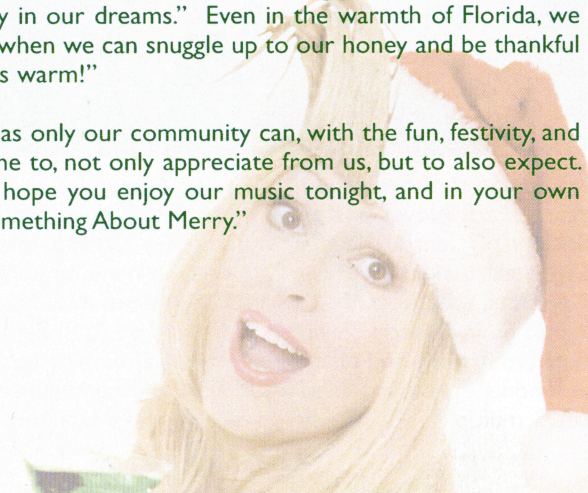 y in our dreams.” Even in the warmth of Florida, we
when we can snuggle up to our honey and be thankful
s warm!”
as only our community can, with the fun, festivity, and
me to, not only appreciate from us, but to also expect.
hope you enjoy our music tonight, and in your own
mething About Merry.”